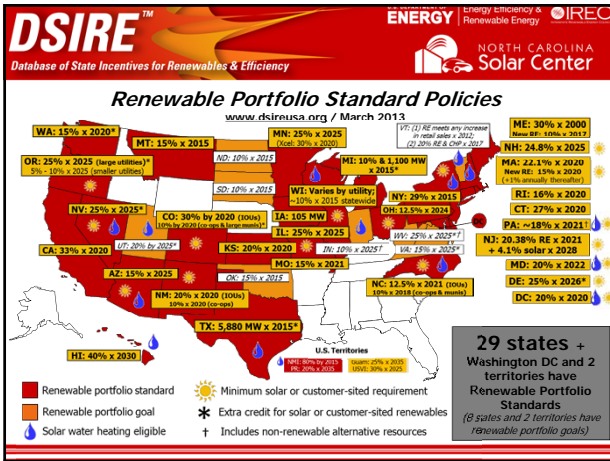 DSIRE™
Database of State Incentives for Renewables & Efficiency
U.S. DEPARTMENT OF
ENERGY
Energy Efficiency &
Renewable Energy
IREC
NORTH CAROLINA
Solar Center
Renewable Portfolio Standard Policies
www.dsireusa.org / March 2013
WA: 15% x 2020*
MT: 15% x 2015
MN: 25% x 2025
(Xcel: 30% x 2020)
VT: (1) RE meets any increase
in retail sales x 2012;
(2) 20% RE & CHP x 2017
ME: 30% x 2000
New RE: 10% x 2017
OR: 25% x 2025 (large utilities)*
5% - 10% x 2025 (smaller utilities)
ND: 10% x 2015
MI: 10% & 1,100 MW
x 2015*
NH: 24.8% x 2025
MA: 22.1% x 2020
New RE: 15% x 2020
(+1% annually thereafter)
SD: 10% x 2015
WI: Varies by utility;
~10% x 2015 statewide
NY: 29% x 2015
RI: 16% x 2020
NV: 25% x 2025*
CO: 30% by 2020 (IOUs)
10% by 2020 (co-ops & large munis)*
IA: 105 MW
OH: 12.5% x 2024
CT: 27% x 2020
IL: 25% x 2025
WV: 25% x 2025*†
PA: ~18% x 2021†
CA: 33% x 2020
UT: 20% by 2025*
KS: 20% x 2020
IN: 10% x 2025†
VA: 15% x 2025*
NJ: 20.38% RE x 2021
+ 4.1% solar x 2028
MO: 15% x 2021
MD: 20% x 2022
AZ: 15% x 2025
OK: 15% x 2015
NC: 12.5% x 2021 (IOUs)
10% x 2018 (co-ops & munis)
DE: 25% x 2026*
NM: 20% x 2020 (IOUs)
10% x 2020 (co-ops)
DC: 20% x 2020
TX: 5,880 MW x 2015*
HI: 40% x 2030
U.S. Territories
NMI: 80% by 2015
PR: 20% x 2035
Guam: 25% x 2035
USVI: 30% x 2025
DC
29 states +
Washington DC and 2
territories have
Renewable Portfolio
Standards
(8 states and 2 territories have
renewable portfolio goals)
Renewable portfolio standard
Minimum solar or customer-sited requirement
Renewable portfolio goal
* Extra credit for solar or customer-sited renewables
Solar water heating eligible
† Includes non-renewable alternative resources